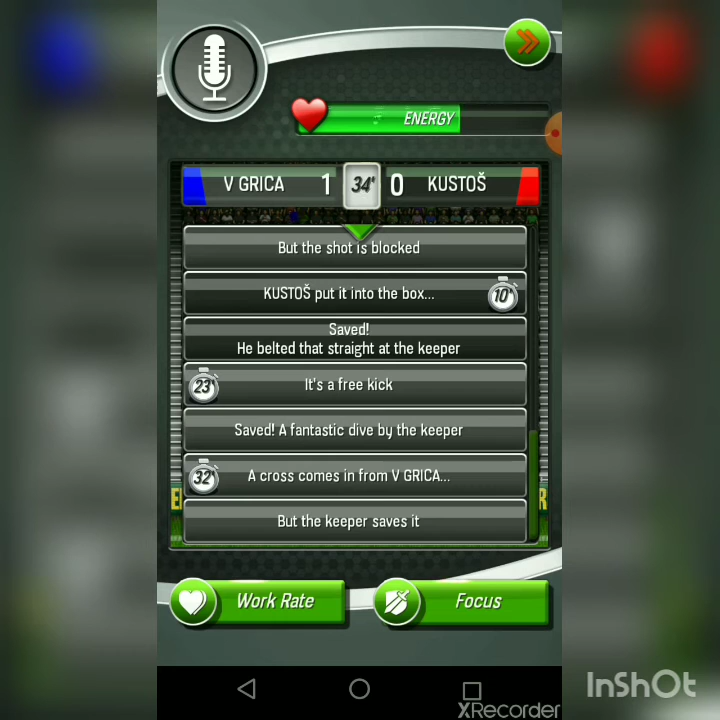 ENERGY
V GRICA 1 34' 0 KUSTOŠ
But the shot is blocked
KUSTOŠ put it into the box... 10'
Saved!
He belted that straight at the keeper
23' It's a free kick
Saved! A fantastic dive by the keeper
32' A cross comes in from V GRICA...
But the keeper saves it
Work Rate
Focus
InShOt
XRecorder